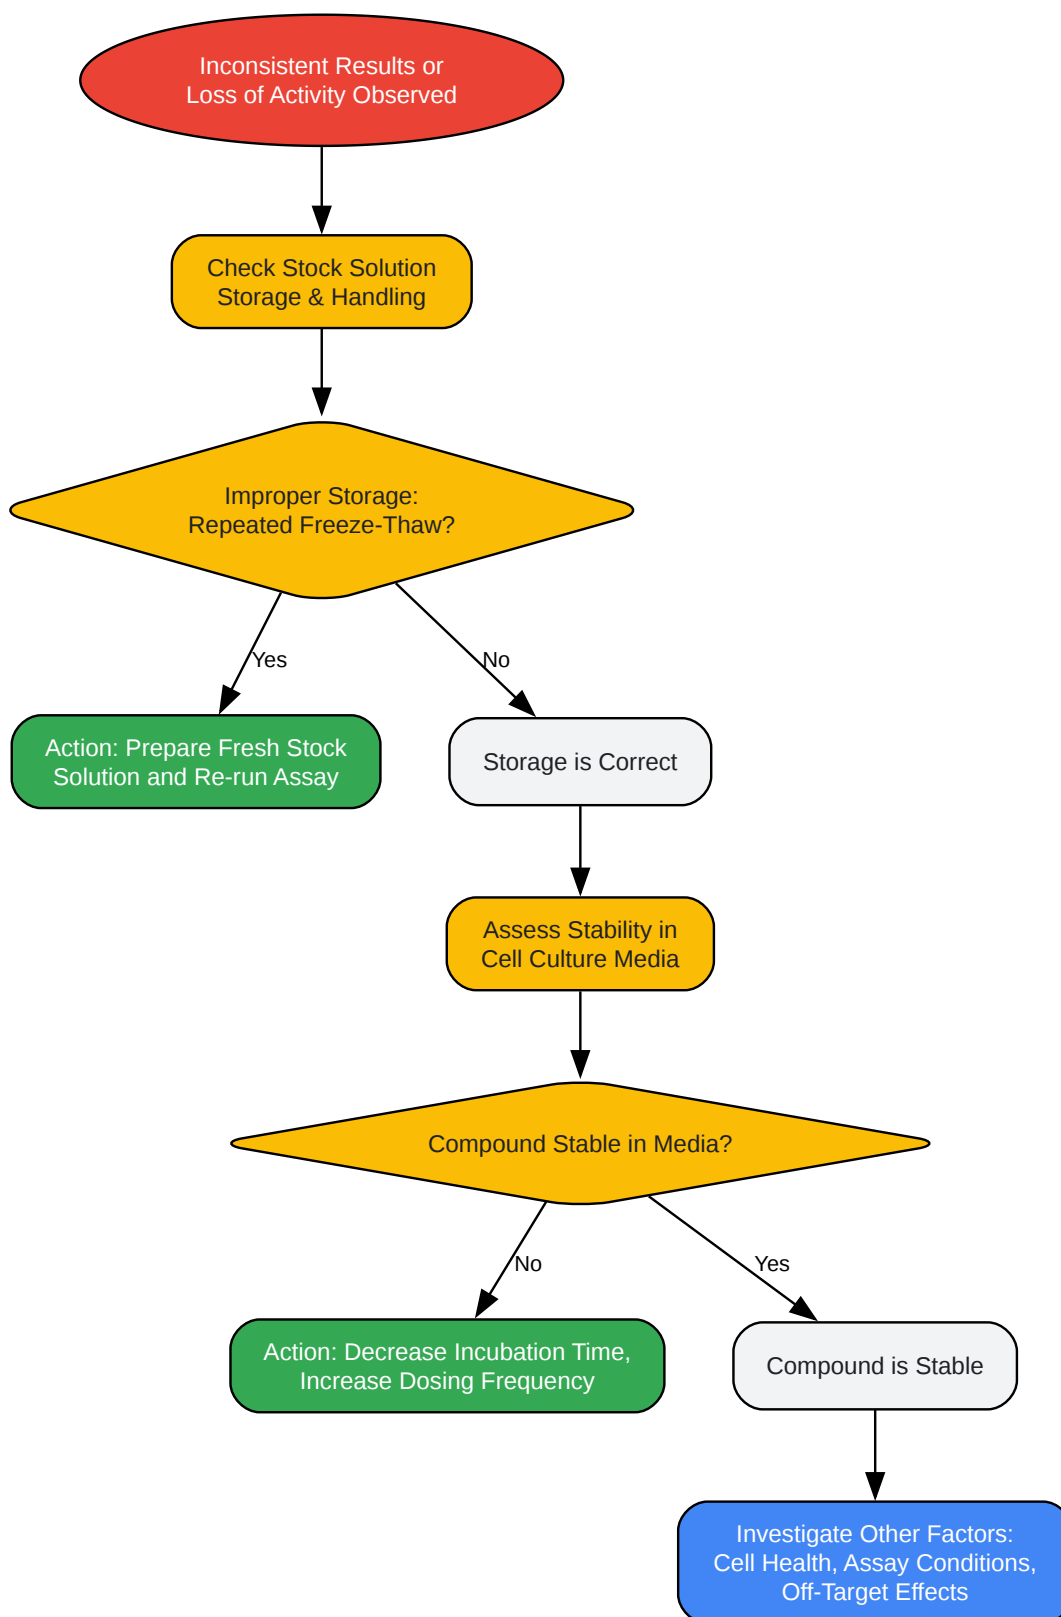 Inconsistent Results or
Loss of Activity Observed
Check Stock Solution
Storage & Handling
Improper Storage:
Repeated Freeze-Thaw?
Yes
No
Action: Prepare Fresh Stock
Solution and Re-run Assay
Storage is Correct
Assess Stability in
Cell Culture Media
Compound Stable in Media?
No
Yes
Action: Decrease Incubation Time,
Increase Dosing Frequency
Compound is Stable
Investigate Other Factors:
Cell Health, Assay Conditions,
Off-Target Effects